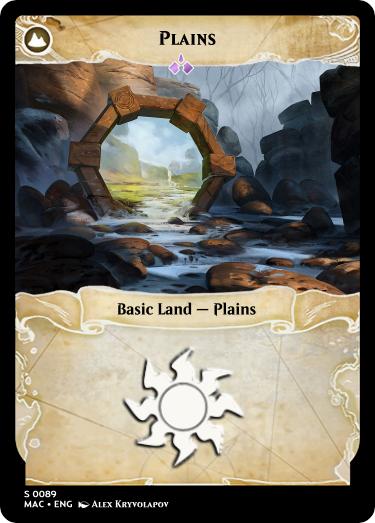 Plains
Basic Land — Plains
S 0089
MAC • ENG Alex Kryvolapov